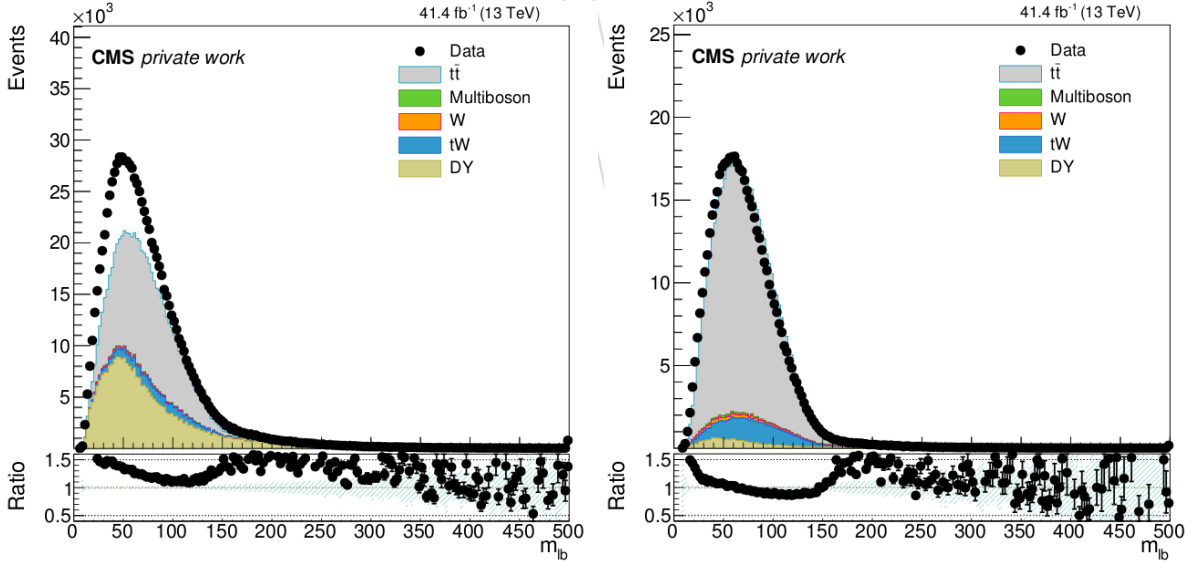 ×10³
41.4 fb⁻¹ (13 TeV)
Events
CMS private work
Data
tt̄
Multiboson
W
tW
DY
40
35
30
25
20
15
10
5
Ratio
1.5
1
0.5
0 50 100 150 200 250 300 350 400 450 500
m_lb
×10³
41.4 fb⁻¹ (13 TeV)
Events
CMS private work
Data
tt̄
Multiboson
W
tW
DY
25
20
15
10
5
Ratio
1.5
1
0.5
0 50 100 150 200 250 300 350 400 450 500
m_lb